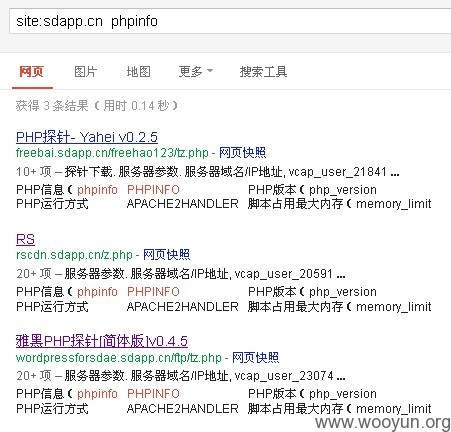 site:sdapp.cn phpinfo
网页 图片 地图 更多 搜索工具
获得 3 条结果 （用时 0.14 秒）
PHP探针- Yahei v0.2.5
freebai.sdapp.cn/freehao123/tz.php - 网页快照
10+ 项 – 探针下载. 服务器参数. 服务器域名/IP地址, vcap_user_21841 ...
PHP信息（ phpinfo PHPINFO PHP版本（ php_version
PHP运行方式 APACHE2HANDLER 脚本占用最大内存（ memory_limit
RS
rscdn.sdapp.cn/z.php - 网页快照
20+ 项 – 服务器参数. 服务器域名/IP地址, vcap_user_20591 ...
PHP信息（ phpinfo PHPINFO PHP版本（ php_version
PHP运行方式 APACHE2HANDLER 脚本占用最大内存（ memory_limit
雅黑PHP探针[简体版]v0.4.5
wordpressforsdae.sdapp.cn/ftp/tz.php - 网页快照
20+ 项 – 服务器参数. 服务器域名/IP地址, vcap_user_23074 ...
PHP信息（ phpinfo PHPINFO PHP版本（ php_version
PHP运行方式 APACHE2HANDLER 脚本占用最大内存（ memory_limit
www.wooyun.org